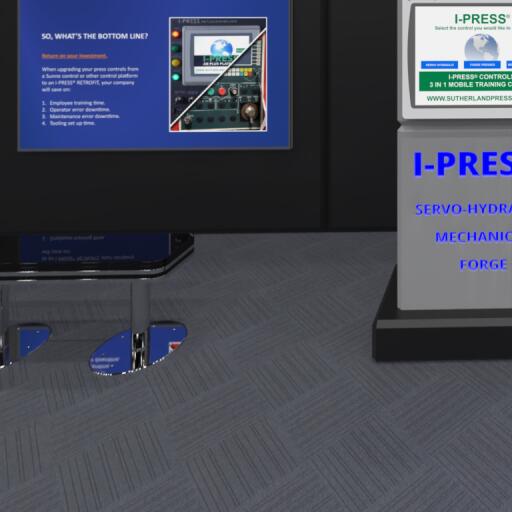 SO, WHAT'S THE BOTTOM LINE?
Return on your investment.
When upgrading your press controls from
a Sunne control or other control platform
to an I-PRESS® RETROFIT, your company
will save on:
1. Employee training time.
2. Operator error downtime.
3. Maintenance error downtime.
4. Tooling set up time.
I-PRESS
I-PRESS
I-PRESS®
Select the control you would like to
I-PRESS® CONTROLS
3 IN 1 MOBILE TRAINING C
WWW.SUTHERLANDPRESS
I-PRES
SERVO-HYDRA
MECHANIC
FORGE